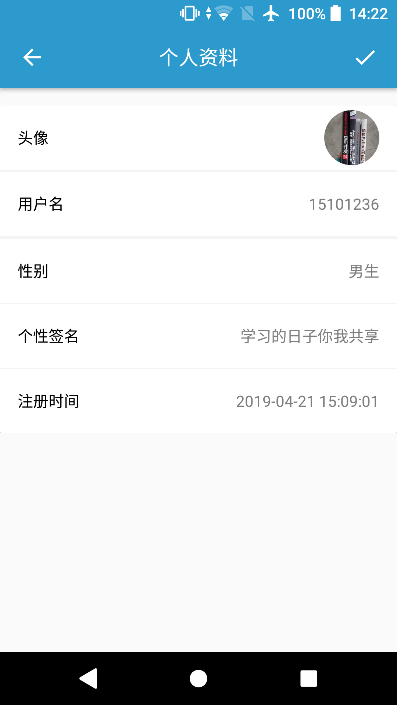 100% 14:22
个人资料
头像
用户名 15101236
性别 男生
个性签名 学习的日子你我共享
注册时间 2019-04-21 15:09:01